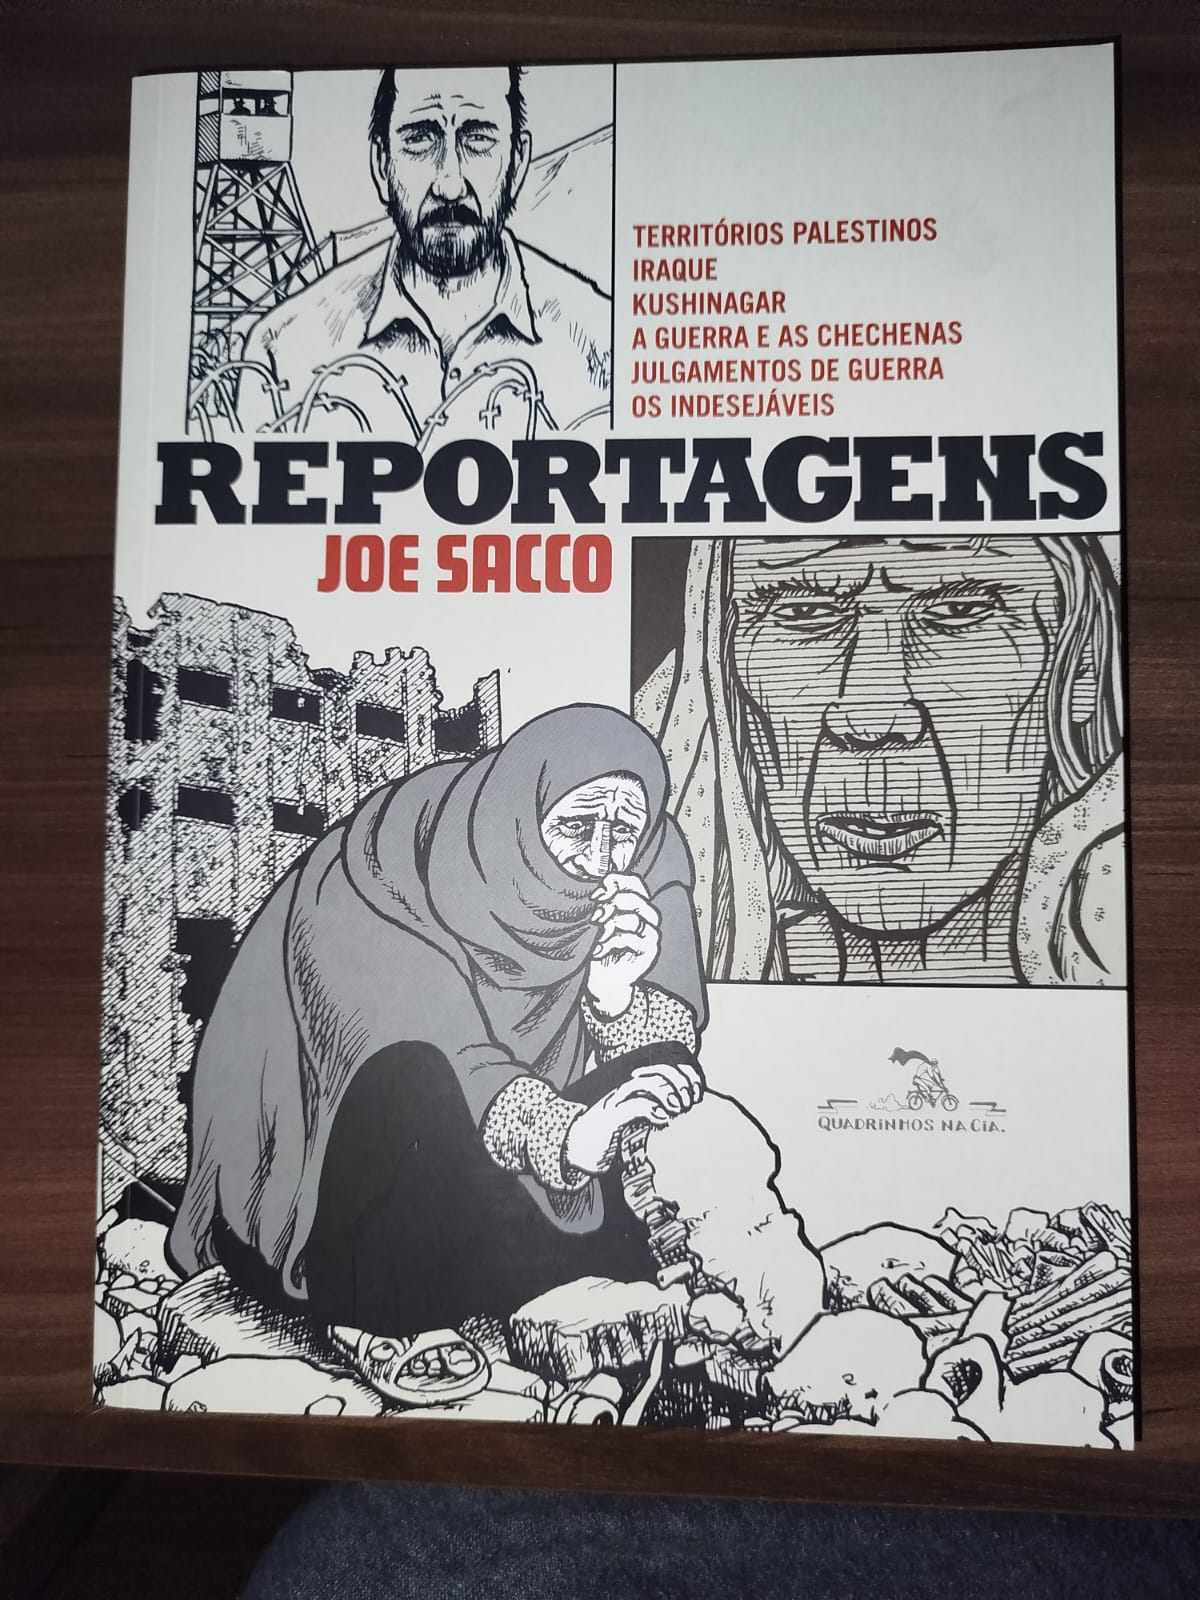 TERRITÓRIOS PALESTINOS
IRAQUE
KUSHINAGAR
A GUERRA E AS CHECHENAS
JULGAMENTOS DE GUERRA
OS INDESEJÁVEIS
REPORTAGENS
JOE SACCO
QUADRINHOS NA CIA.